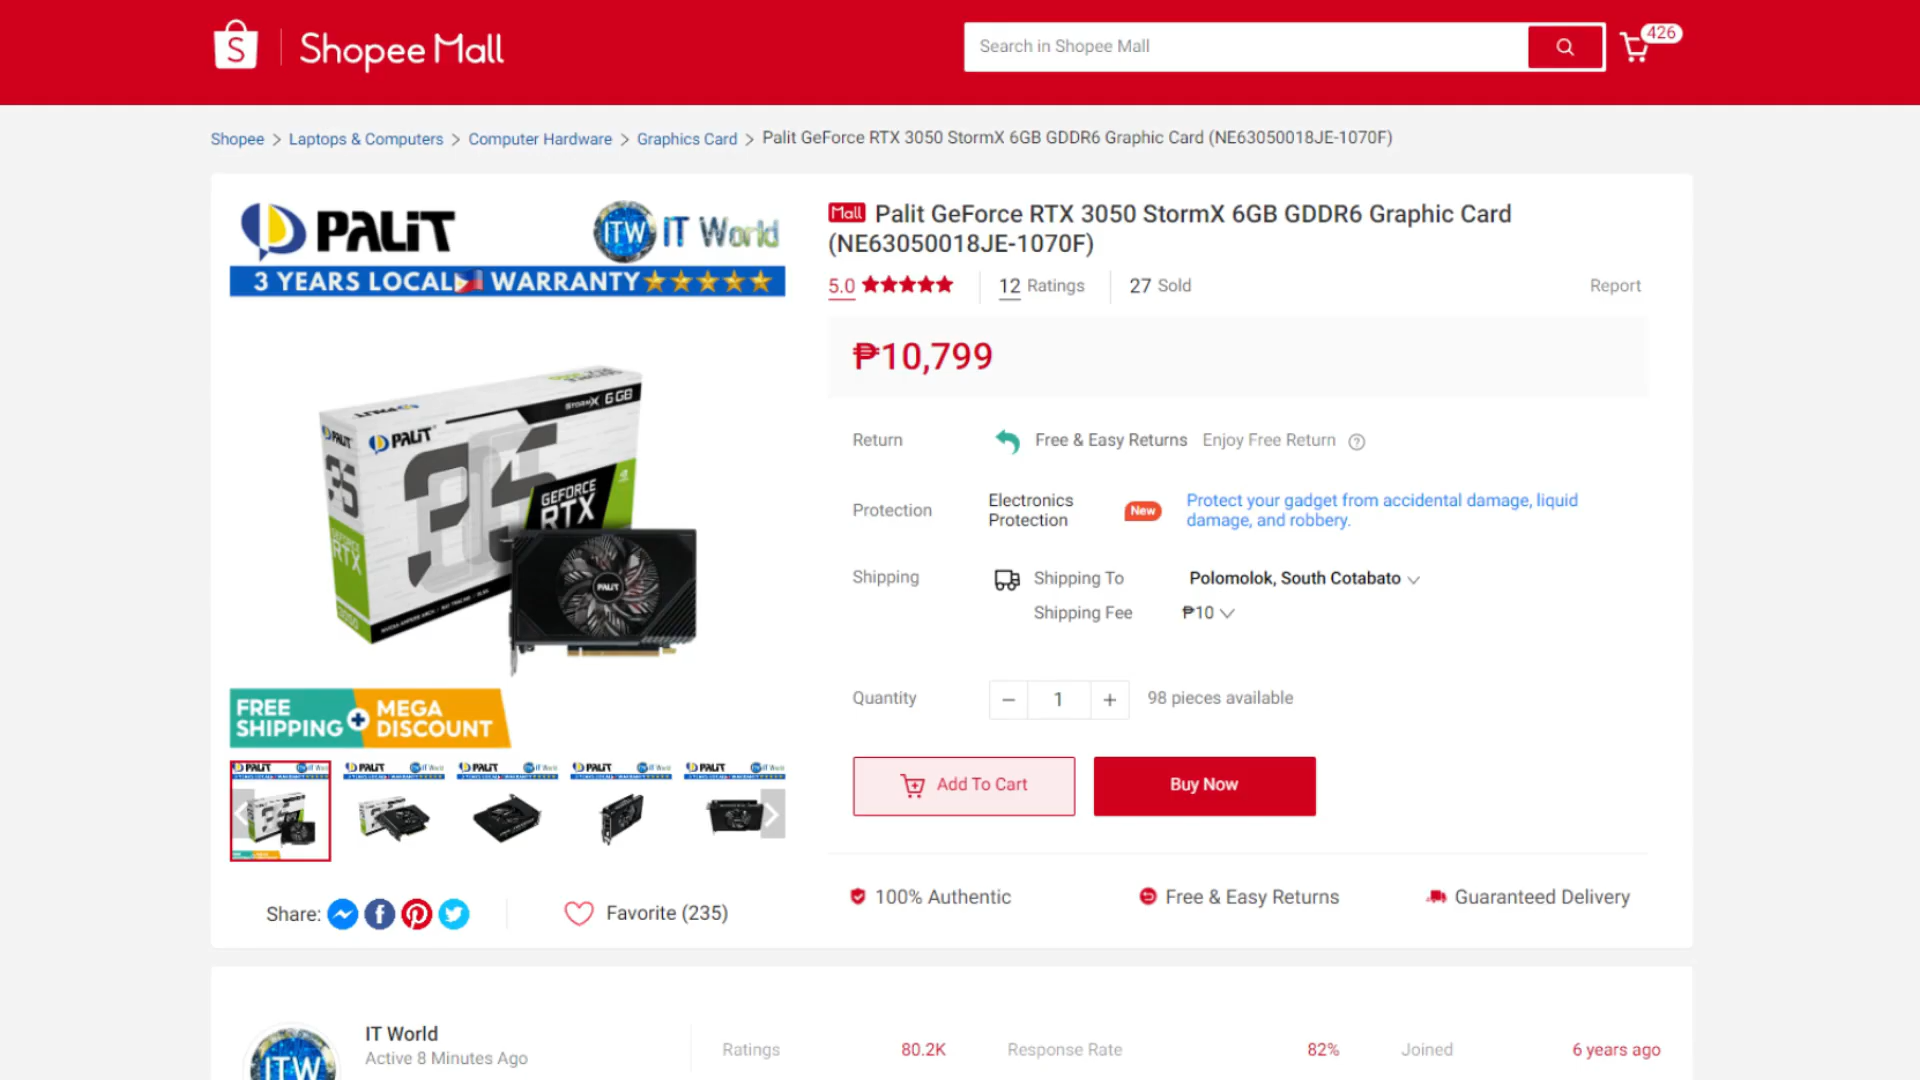 S Shopee Mall
Search in Shopee Mall
426
Shopee > Laptops & Computers > Computer Hardware > Graphics Card > Palit GeForce RTX 3050 StormX 6GB GDDR6 Graphic Card (NE63050018JE-1070F)
PALiT ITW IT World
3 YEARS LOCAL WARRANTY
STORMX 6GB
PALiT
GEFORCE RTX
FREE SHIPPING + MEGA DISCOUNT
Share:
Favorite (235)
Mall Palit GeForce RTX 3050 StormX 6GB GDDR6 Graphic Card
(NE63050018JE-1070F)
5.0 12 Ratings 27 Sold Report
₱10,799
Return Free & Easy Returns Enjoy Free Return ?
Protection Electronics Protection New Protect your gadget from accidental damage, liquid
damage, and robbery.
Shipping Shipping To Polomolok, South Cotabato
Shipping Fee ₱10
Quantity − 1 + 98 pieces available
Add To Cart Buy Now
100% Authentic Free & Easy Returns Guaranteed Delivery
ITW
IT World
Active 8 Minutes Ago
Ratings 80.2K Response Rate 82% Joined 6 years ago